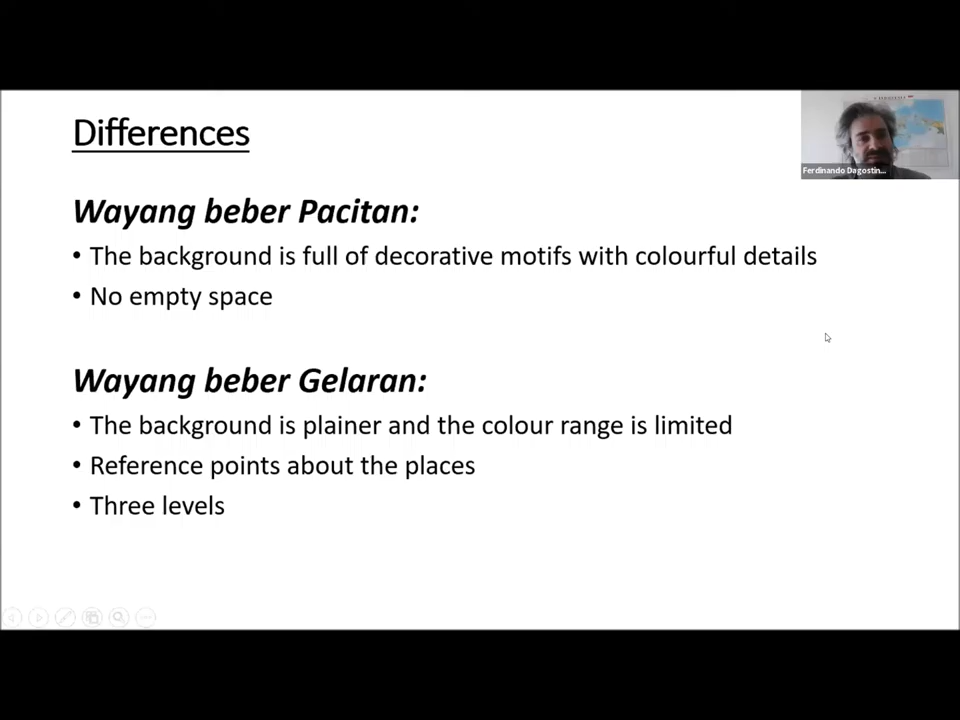 Differences
Ferdinando Dagostin...
Wayang beber Pacitan:
• The background is full of decorative motifs with colourful details
• No empty space
Wayang beber Gelaran:
• The background is plainer and the colour range is limited
• Reference points about the places
• Three levels